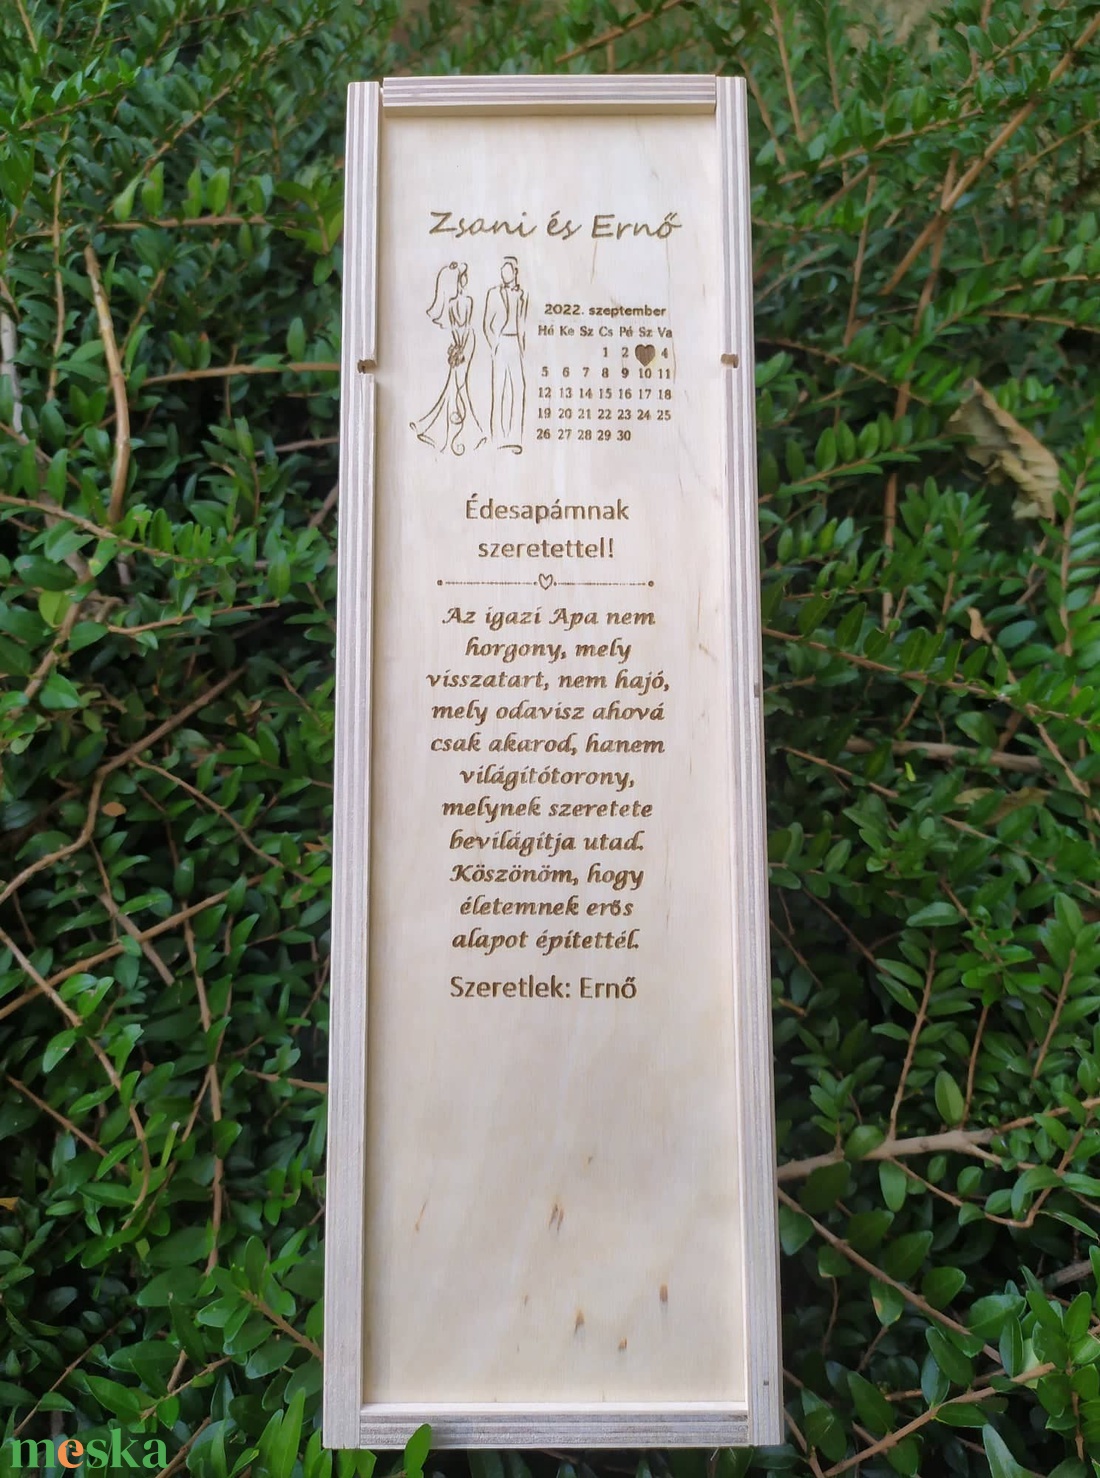 Zsani és Ernő
2022. szeptember
Hé Ke Sz Cs Pé Sz Va
1 2 4
5 6 7 8 9 10 11
12 13 14 15 16 17 18
19 20 21 22 23 24 25
26 27 28 29 30
Édesapámnak
szeretettel!
Az igazi Apa nem
horgony, mely
visszatart, nem hajó,
mely odavisz ahová
csak akarod, hanem
világítótorony,
melynek szeretete
bevilágítja utad.
Köszönöm, hogy
életemnek erős
alapot építettél.
Szeretlek: Ernő
meska